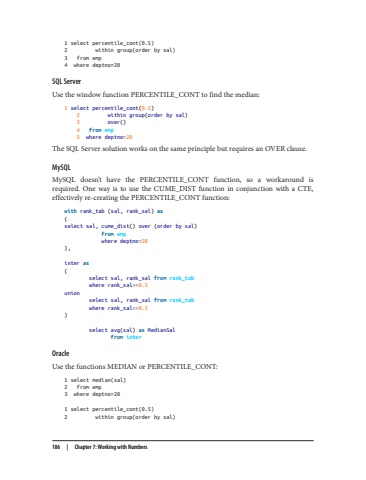 1 select percentile_cont(0.5)
2 within group(order by sal)
3 from emp
4 where deptno=20
SQL Server
Use the window function PERCENTILE_CONT to find the median:
1 select percentile_cont(0.5)
2 within group(order by sal)
3 over()
4 from emp
5 where deptno=20
The SQL Server solution works on the same principle but requires an OVER clause.
MySQL
MySQL doesn't have the PERCENTILE_CONT function, so a workaround is
required. One way is to use the CUME_DIST function in conjunction with a CTE,
effectively re-creating the PERCENTILE_CONT function:
with rank_tab (sal, rank_sal) as
(
select sal, cume_dist() over (order by sal)
from emp
where deptno=20
),
inter as
(
select sal, rank_sal from rank_tab
where rank_sal>=0.5
union
select sal, rank_sal from rank_tab
where rank_sal<=0.5
)
select avg(sal) as MedianSal
from inter
Oracle
Use the functions MEDIAN or PERCENTILE_CONT:
1 select median(sal)
2 from emp
3 where deptno=20
1 select percentile_cont(0.5)
2 within group(order by sal)
186 | Chapter 7: Working with Numbers